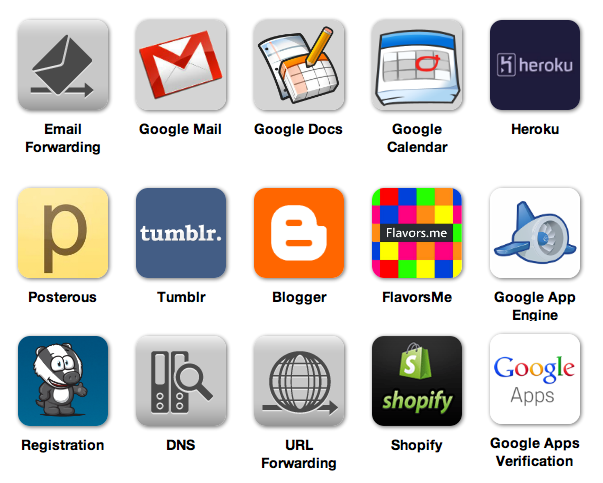 heroku
Email
Forwarding
Google Mail
Google Docs
Google
Calendar
Heroku
p
tumblr.
Flavors.me
Posterous
Tumblr
Blogger
FlavorsMe
Google App
Engine
shopify
Google
Apps
Registration
DNS
URL
Forwarding
Shopify
Google Apps
Verification